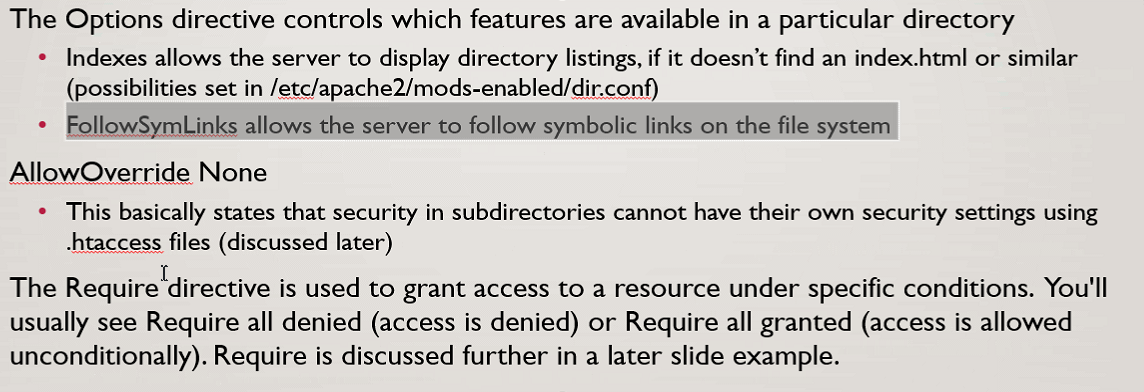 The Options directive controls which features are available in a particular directory
• Indexes allows the server to display directory listings, if it doesn’t find an index.html or similar
(possibilities set in /etc/apache2/mods-enabled/dir.conf)
• FollowSymLinks allows the server to follow symbolic links on the file system
AllowOverride None
• This basically states that security in subdirectories cannot have their own security settings using
.htaccess files (discussed later)
The Require directive is used to grant access to a resource under specific conditions. You'll
usually see Require all denied (access is denied) or Require all granted (access is allowed
unconditionally). Require is discussed further in a later slide example.